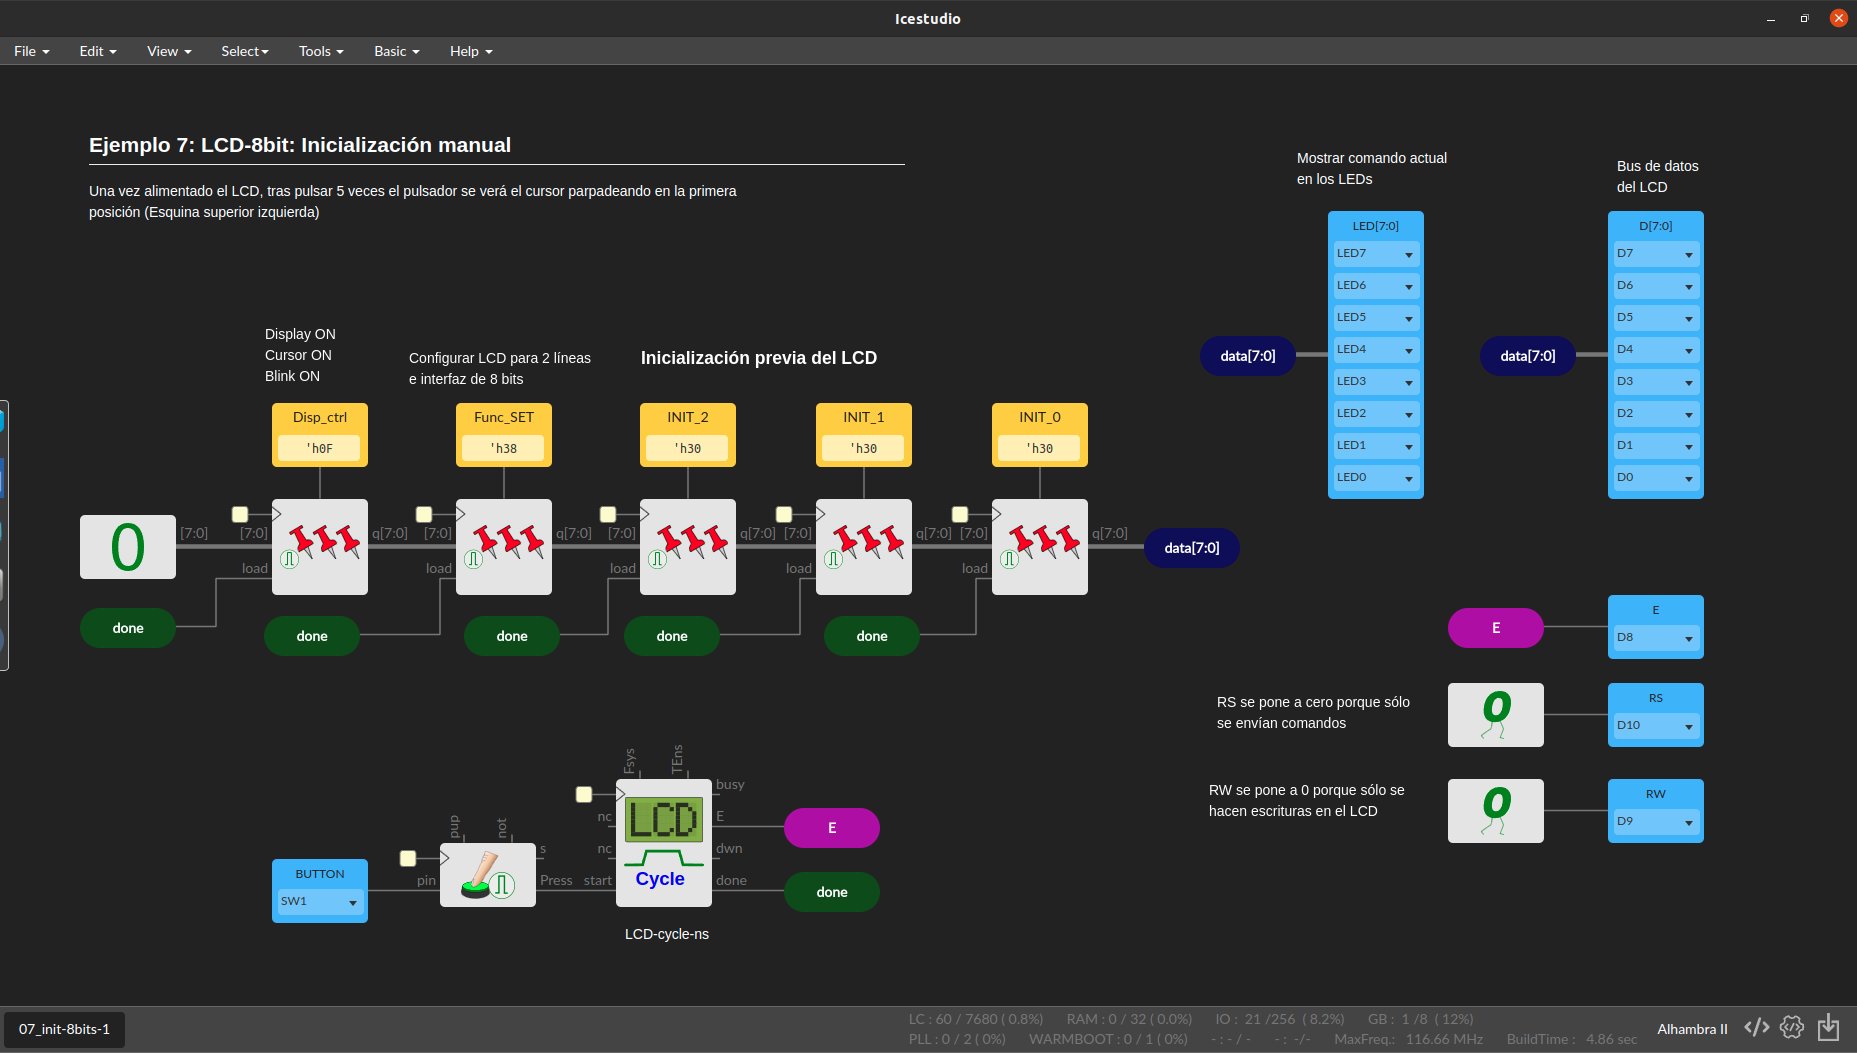 Icestudio
File Edit View Select Tools Basic Help
Ejemplo 7: LCD-8bit: Inicialización manual
Una vez alimentado el LCD, tras pulsar 5 veces el pulsador se verá el cursor parpadeando en la primera
posición (Esquina superior izquierda)
Mostrar comando actual
en los LEDs
Bus de datos
del LCD
LED[7:0]
LED7
LED6
LED5
LED4
LED3
LED2
LED1
LED0
data[7:0]
D[7:0]
D7
D6
D5
D4
D3
D2
D1
D0
data[7:0]
Display ON
Cursor ON
Blink ON
Configurar LCD para 2 líneas
e interfaz de 8 bits
Inicialización previa del LCD
Disp_ctrl
'h0F
Func_SET
'h38
INIT_2
'h30
INIT_1
'h30
INIT_0
'h30
0
[7:0] [7:0] q[7:0] [7:0] q[7:0] [7:0] q[7:0] [7:0] q[7:0] [7:0] q[7:0]
data[7:0]
load load load load load
done
done
done
done
done
E
E
D8
RS se pone a cero porque sólo
se envían comandos
0
RS
D10
RW se pone a 0 porque sólo se
hacen escrituras en el LCD
0
RW
D9
BUTTON
SW1
pup not
pin
s
Press
Fsys TEns
nc
nc
start
LCD
Cycle
busy
E
dwn
done
E
done
LCD-cycle-ns
07_init-8bits-1
LC : 60 / 7680 ( 0.8%) RAM : 0 / 32 ( 0.0%) IO : 21 /256 ( 8.2%) GB : 1 /8 ( 12%)
PLL : 0 / 2 ( 0%) WARMBOOT : 0 / 1 ( 0%) - : - / - - : -/- MaxFreq.: 116.66 MHz BuildTime : 4.86 sec
Alhambra II